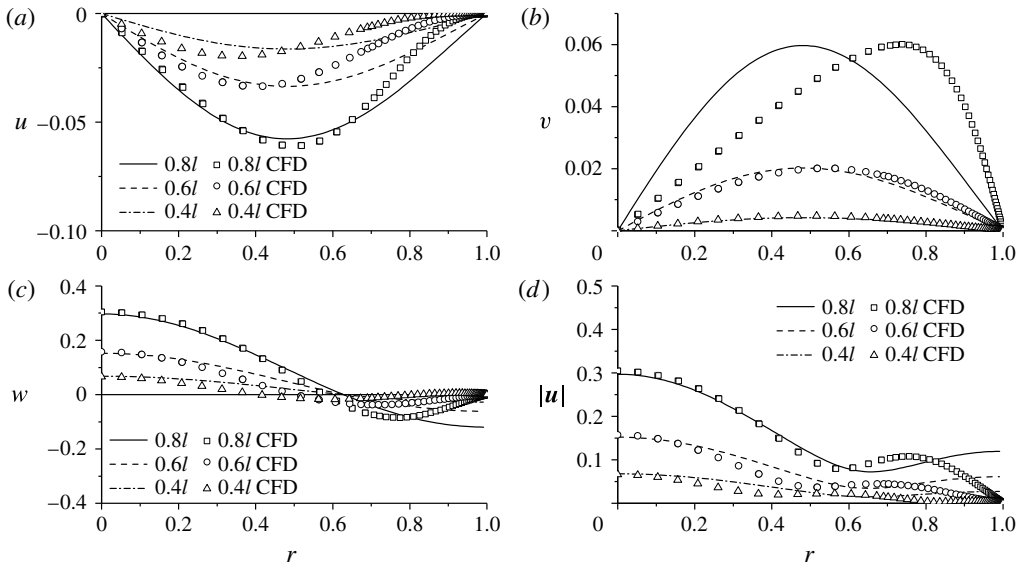 (a)
0
−0.05
−0.10
u
0.8l □ 0.8l CFD
0.6l ○ 0.6l CFD
0.4l △ 0.4l CFD
0 0.2 0.4 0.6 0.8 1.0
(b)
0.06
0.04
0.02
0
v
0 0.2 0.4 0.6 0.8 1.0
(c)
0.4
0.2
0
−0.2
−0.4
w
0.8l □ 0.8l CFD
0.6l ○ 0.6l CFD
0.4l △ 0.4l CFD
0 0.2 0.4 0.6 0.8 1.0
r
(d)
0.5
0.4
0.3
0.2
0.1
0
|u|
0.8l □ 0.8l CFD
0.6l ○ 0.6l CFD
0.4l △ 0.4l CFD
0 0.2 0.4 0.6 0.8 1.0
r